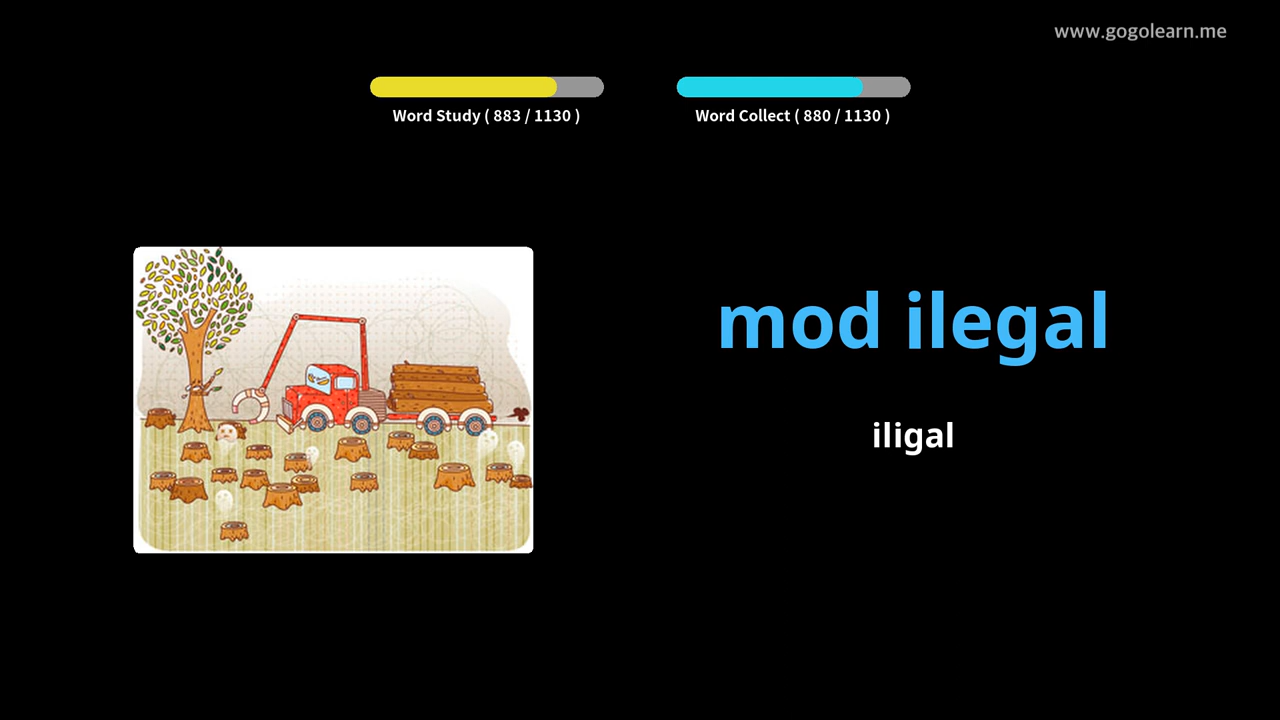 www.gogolearn.me
Word Study ( 883 / 1130 )
Word Collect ( 880 / 1130 )
mod ilegal
iligal